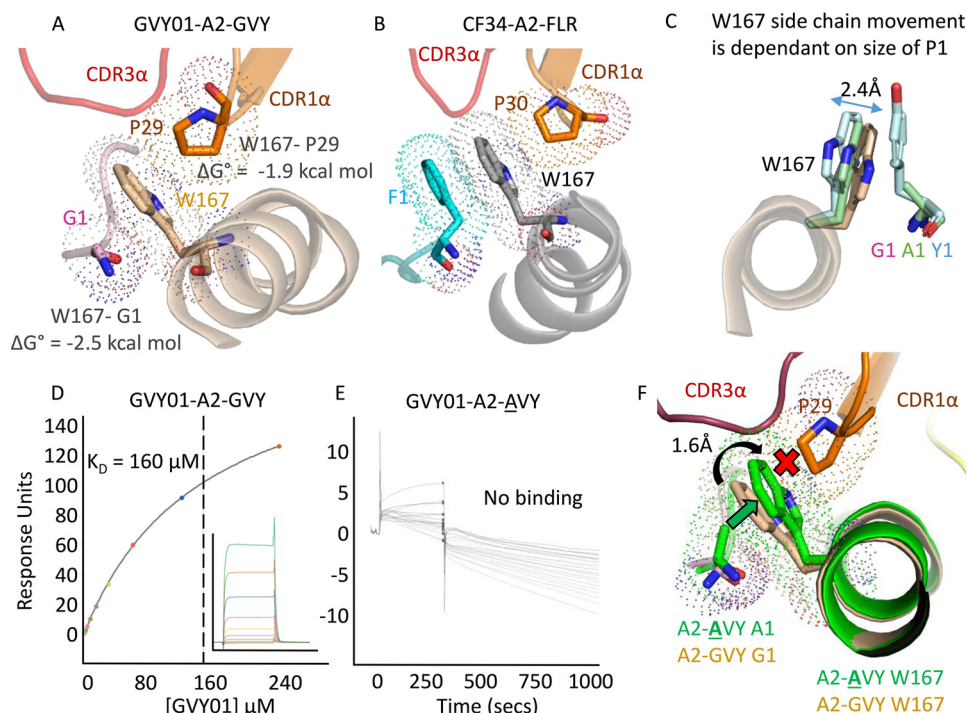 A
GVY01-A2-GVY
CDR3α
CDR1α
P29
W167- P29
ΔG° = -1.9 kcal mol
W167
G1
W167- G1
ΔG° = -2.5 kcal mol
B
CF34-A2-FLR
CDR3α
CDR1α
P30
W167
F1
C
W167 side chain movement
is dependant on size of P1
2.4Å
W167
G1 A1 Y1
D
GVY01-A2-GVY
140
120
100
80
60
40
20
0
K_D = 160 µM
Response Units
0 80 160 240
[GVY01] µM
E
GVY01-A2-AVY
10
5
0
-5
-10
No binding
0 500 1000
Time (secs)
F
CDR3α
P29
CDR1α
1.6Å
A2-AVY A1
A2-GVY G1
A2-AVY W167
A2-GVY W167